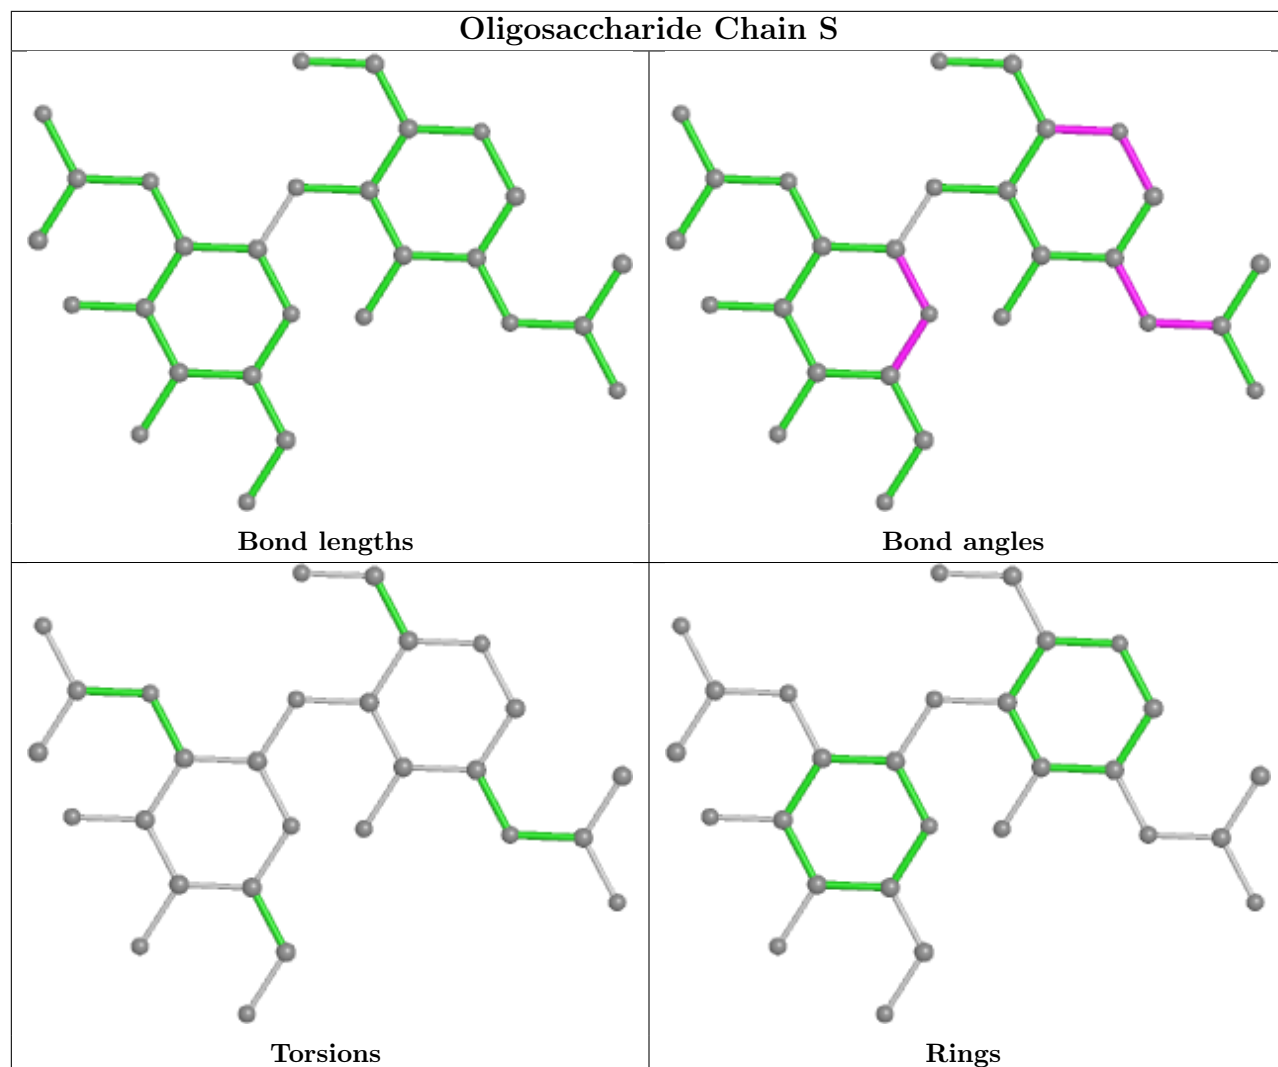 Oligosaccharide Chain S
Bond lengths
Bond angles
Torsions
Rings